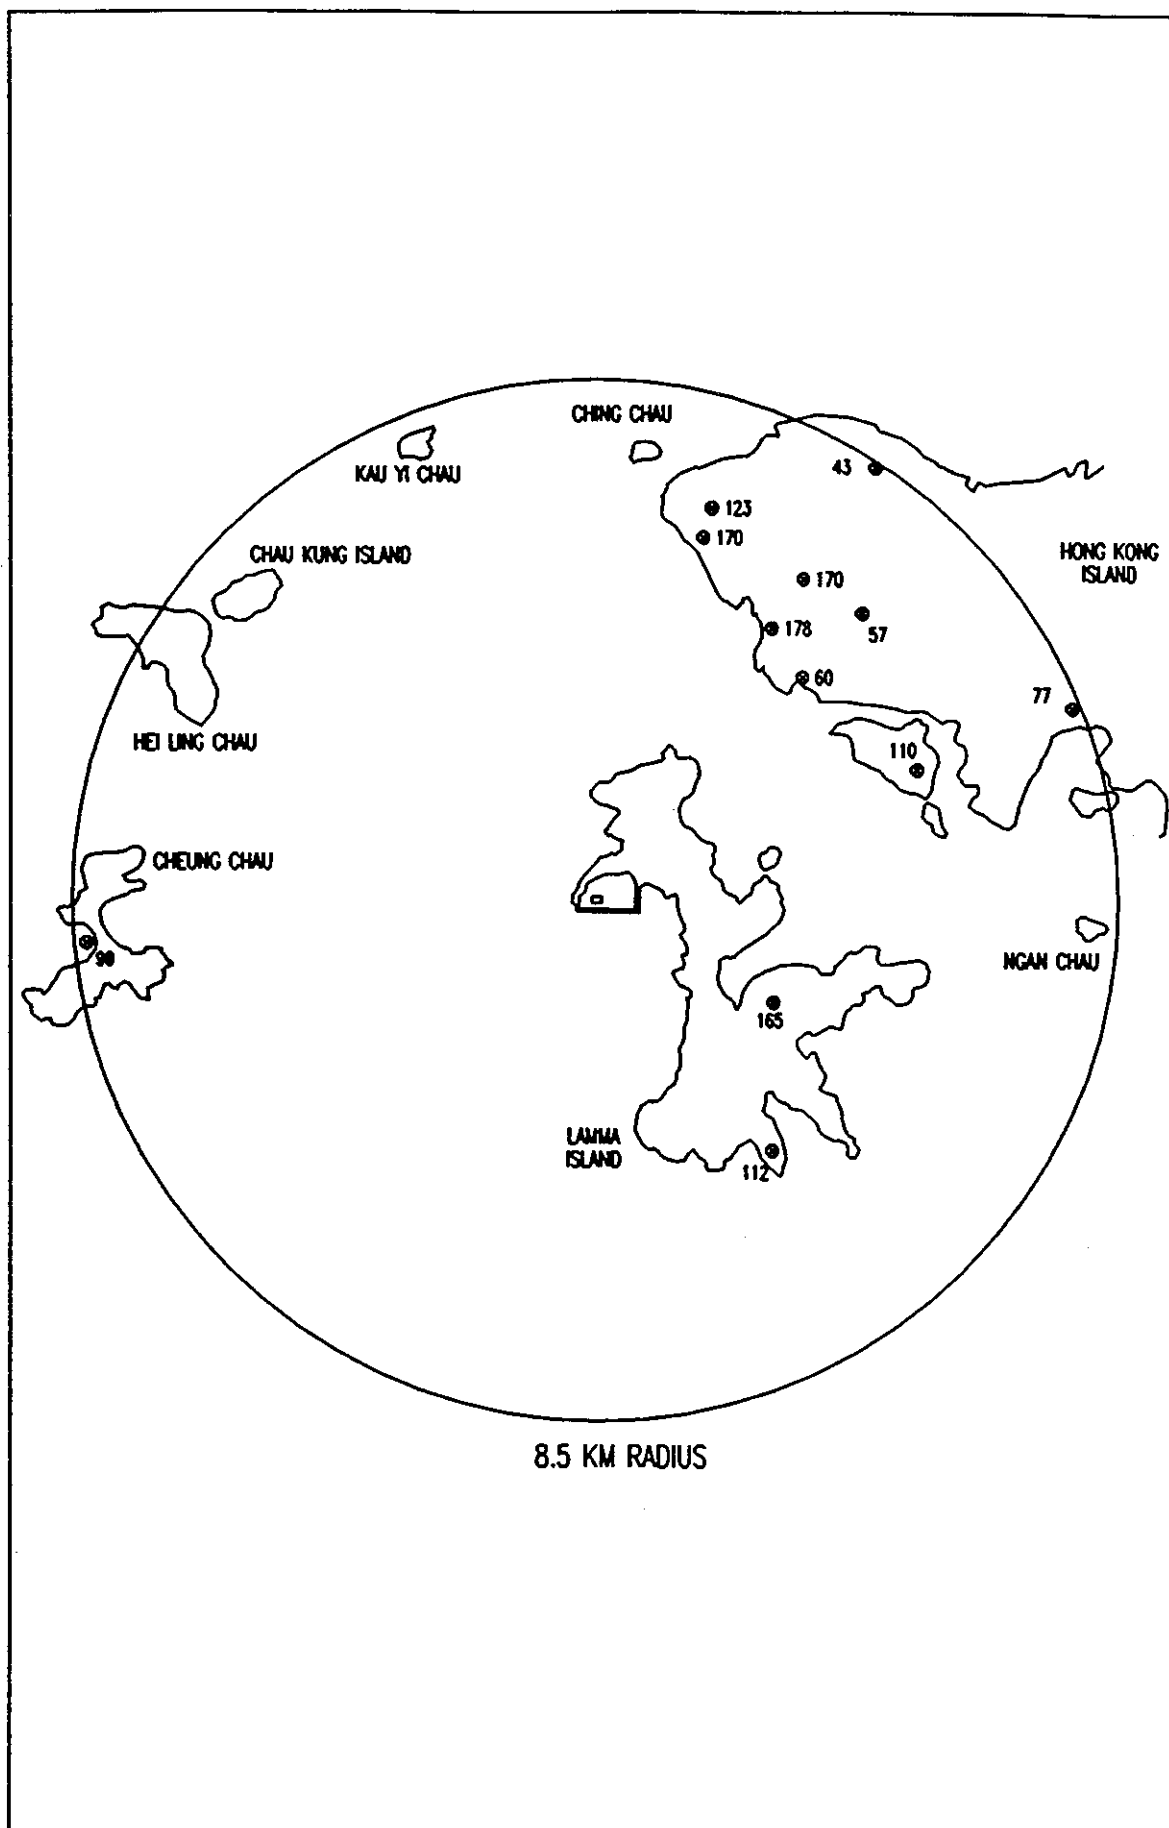 CHING CHAU
KAU YI CHAU
43
123
170
CHAU KUNG ISLAND
HONG KONG
ISLAND
170
178
57
60
77
HEI LING CHAU
110
CHEUNG CHAU
NGAN CHAU
165
LAMMA
ISLAND
112
8.5 KM RADIUS